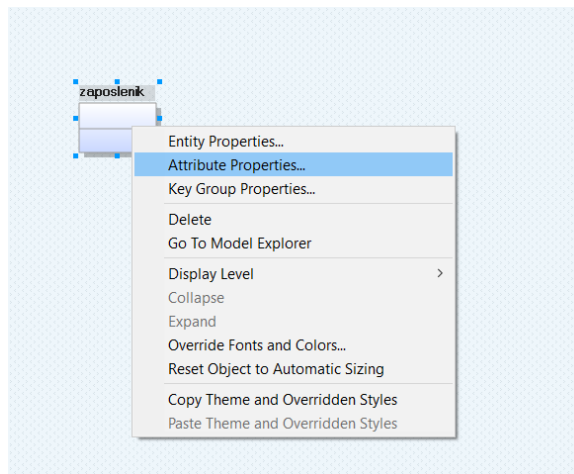 zaposlenik
Entity Properties...
Attribute Properties...
Key Group Properties...
Delete
Go To Model Explorer
Display Level
Collapse
Expand
Override Fonts and Colors...
Reset Object to Automatic Sizing
Copy Theme and Overridden Styles
Paste Theme and Overridden Styles